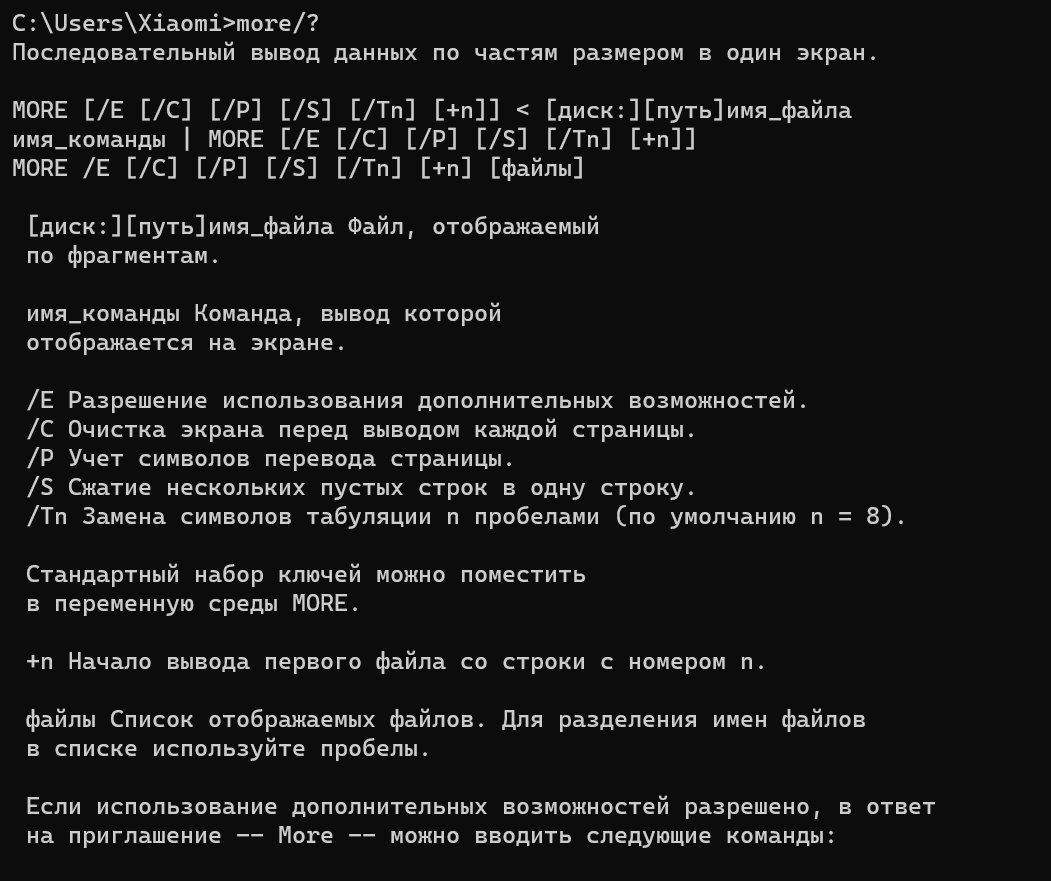 C:\Users\Xiaomi>more/?
Последовательный вывод данных по частям размером в один экран.
MORE [/E [/C] [/P] [/S] [/Tn] [+n]] < [диск:][путь]имя_файла
имя_команды | MORE [/E [/C] [/P] [/S] [/Tn] [+n]]
MORE /E [/C] [/P] [/S] [/Tn] [+n] [файлы]
[диск:][путь]имя_файла Файл, отображаемый
по фрагментам.
имя_команды Команда, вывод которой
отображается на экране.
/E Разрешение использования дополнительных возможностей.
/C Очистка экрана перед выводом каждой страницы.
/P Учет символов перевода страницы.
/S Сжатие нескольких пустых строк в одну строку.
/Tn Замена символов табуляции n пробелами (по умолчанию n = 8).
Стандартный набор ключей можно поместить
в переменную среды MORE.
+n Начало вывода первого файла со строки с номером n.
файлы Список отображаемых файлов. Для разделения имен файлов
в списке используйте пробелы.
Если использование дополнительных возможностей разрешено, в ответ
на приглашение -- More -- можно вводить следующие команды: